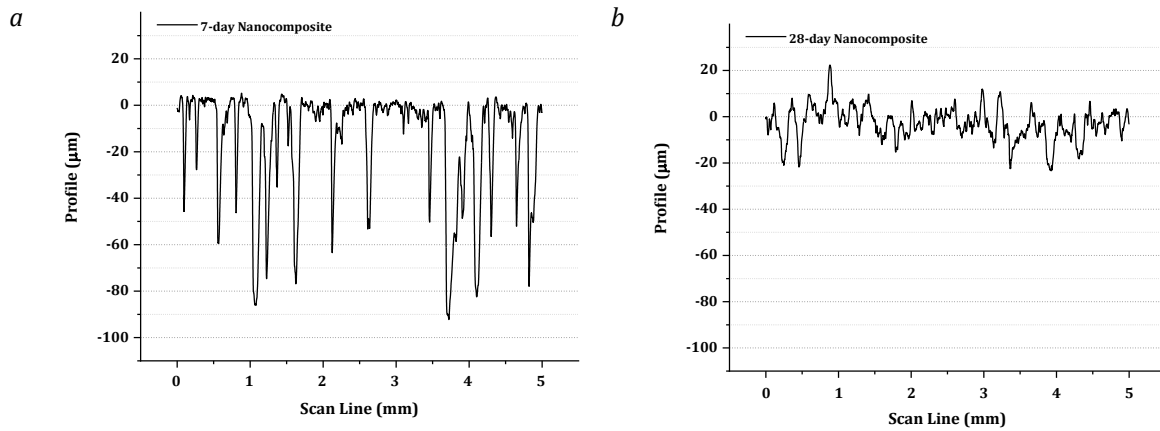 a
7-day Nanocomposite
20
0
-20
-40
-60
-80
-100
Profile (µm)
0 1 2 3 4 5
Scan Line (mm)
b
28-day Nanocomposite
20
0
-20
-40
-60
-80
-100
Profile (µm)
0 1 2 3 4 5
Scan Line (mm)